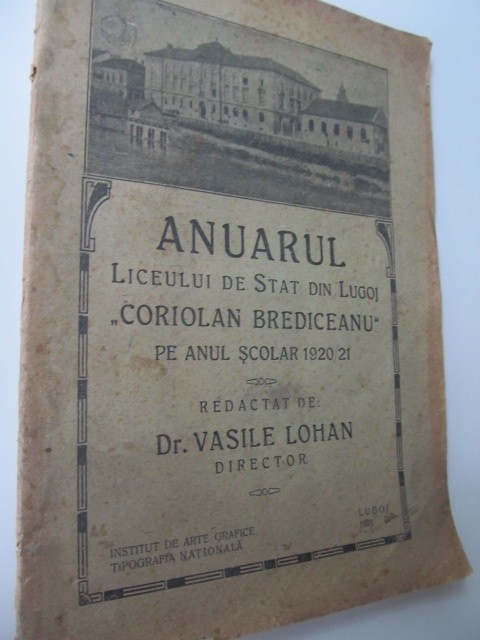 ANUARUL
LICEULUI DE STAT DIN LUGOJ
„CORIOLAN BREDICEANU“
PE ANUL ȘCOLAR 1920/21
REDACTAT DE:
Dr. VASILE LOHAN
DIRECTOR
LUGOJ
1921
INSTITUT DE ARTE GRAFICE
TIPOGRAFIA NAȚIONALĂ